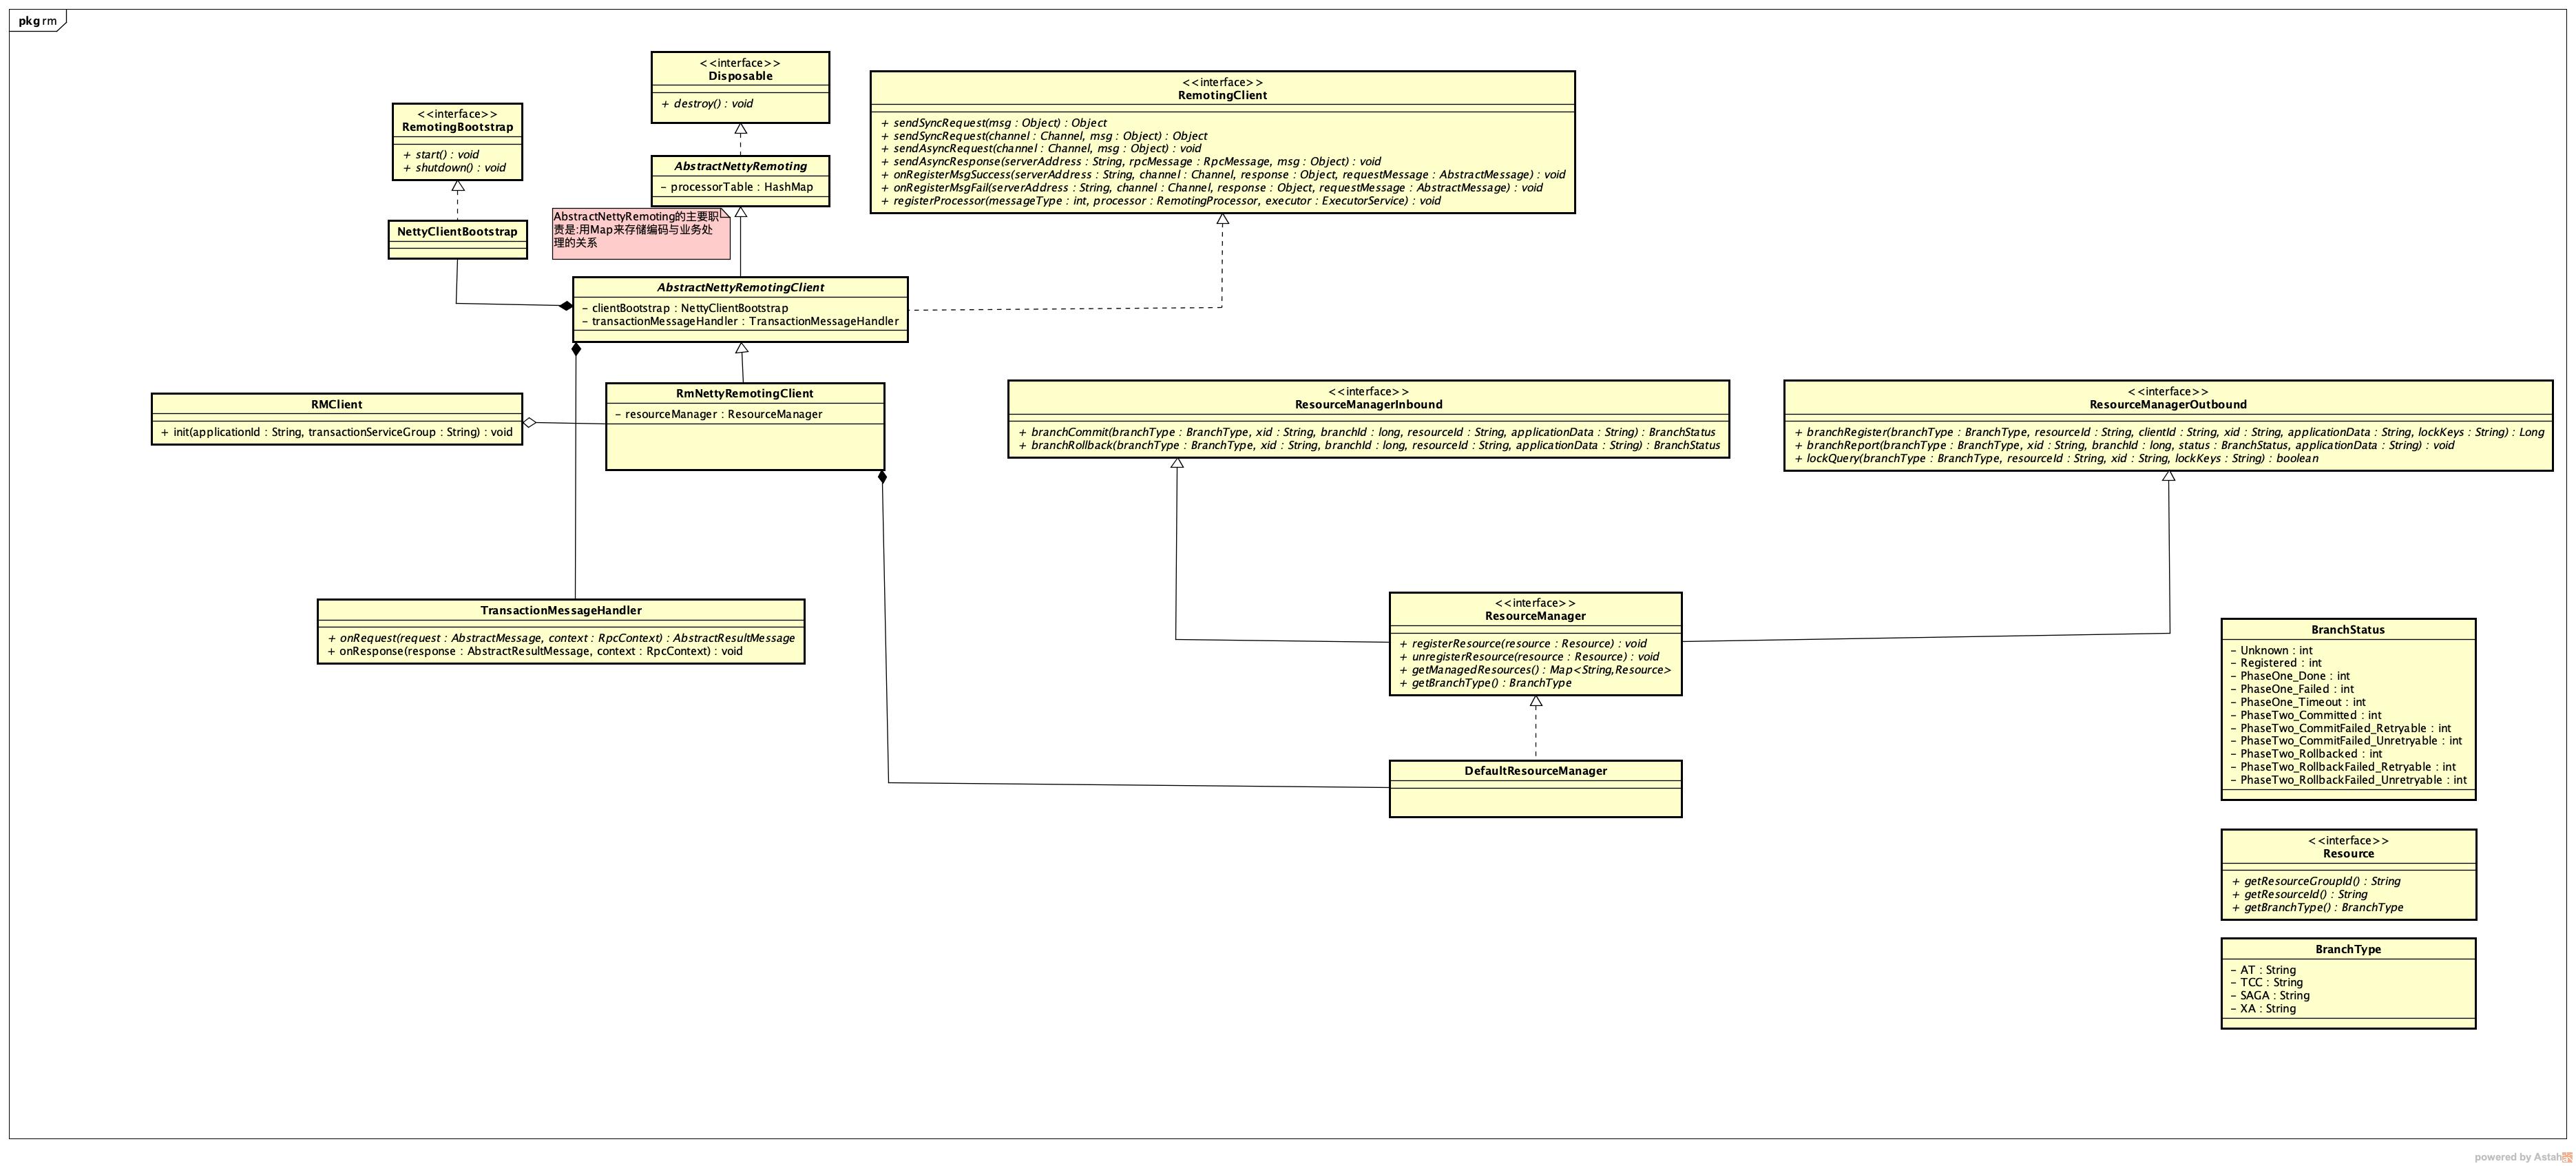 pkg rm
<<interface>>
Disposable
+ destroy() : void
<<interface>>
RemotingClient
+ sendSyncRequest(msg : Object) : Object
+ sendSyncRequest(channel : Channel, msg : Object) : Object
+ sendAsyncRequest(channel : Channel, msg : Object) : void
+ sendAsyncResponse(serverAddress : String, rpcMessage : RpcMessage, msg : Object) : void
+ onRegisterMsgSuccess(serverAddress : String, channel : Channel, response : Object, requestMessage : AbstractMessage) : void
+ onRegisterMsgFail(serverAddress : String, channel : Channel, response : Object, requestMessage : AbstractMessage) : void
+ registerProcessor(messageType : int, processor : RemotingProcessor, executor : ExecutorService) : void
<<interface>>
RemotingBootstrap
+ start() : void
+ shutdown() : void
AbstractNettyRemoting
- processorTable : HashMap
AbstractNettyRemoting的主要职
责是:用Map来存储编码与业务处
理的关系
NettyClientBootstrap
AbstractNettyRemotingClient
- clientBootstrap : NettyClientBootstrap
- transactionMessageHandler : TransactionMessageHandler
RMClient
+ init(applicationId : String, transactionServiceGroup : String) : void
RmNettyRemotingClient
- resourceManager : ResourceManager
<<interface>>
ResourceManagerInbound
+ branchCommit(branchType : BranchType, xid : String, branchId : long, resourceId : String, applicationData : String) : BranchStatus
+ branchRollback(branchType : BranchType, xid : String, branchId : long, resourceId : String, applicationData : String) : BranchStatus
<<interface>>
ResourceManagerOutbound
+ branchRegister(branchType : BranchType, resourceId : String, clientId : String, xid : String, applicationData : String, lockKeys : String) : Long
+ branchReport(branchType : BranchType, xid : String, branchId : long, status : BranchStatus, applicationData : String) : void
+ lockQuery(branchType : BranchType, resourceId : String, xid : String, lockKeys : String) : boolean
TransactionMessageHandler
+ onRequest(request : AbstractMessage, context : RpcContext) : AbstractResultMessage
+ onResponse(response : AbstractResultMessage, context : RpcContext) : void
<<interface>>
ResourceManager
+ registerResource(resource : Resource) : void
+ unregisterResource(resource : Resource) : void
+ getManagedResources() : Map<String,Resource>
+ getBranchType() : BranchType
DefaultResourceManager
BranchStatus
- Unknown : int
- Registered : int
- PhaseOne_Done : int
- PhaseOne_Failed : int
- PhaseOne_Timeout : int
- PhaseTwo_Committed : int
- PhaseTwo_CommitFailed_Retryable : int
- PhaseTwo_CommitFailed_Unretryable : int
- PhaseTwo_Rollbacked : int
- PhaseTwo_RollbackFailed_Retryable : int
- PhaseTwo_RollbackFailed_Unretryable : int
<<interface>>
Resource
+ getResourceGroupId() : String
+ getResourceId() : String
+ getBranchType() : BranchType
BranchType
- AT : String
- TCC : String
- SAGA : String
- XA : String
powered by Astah